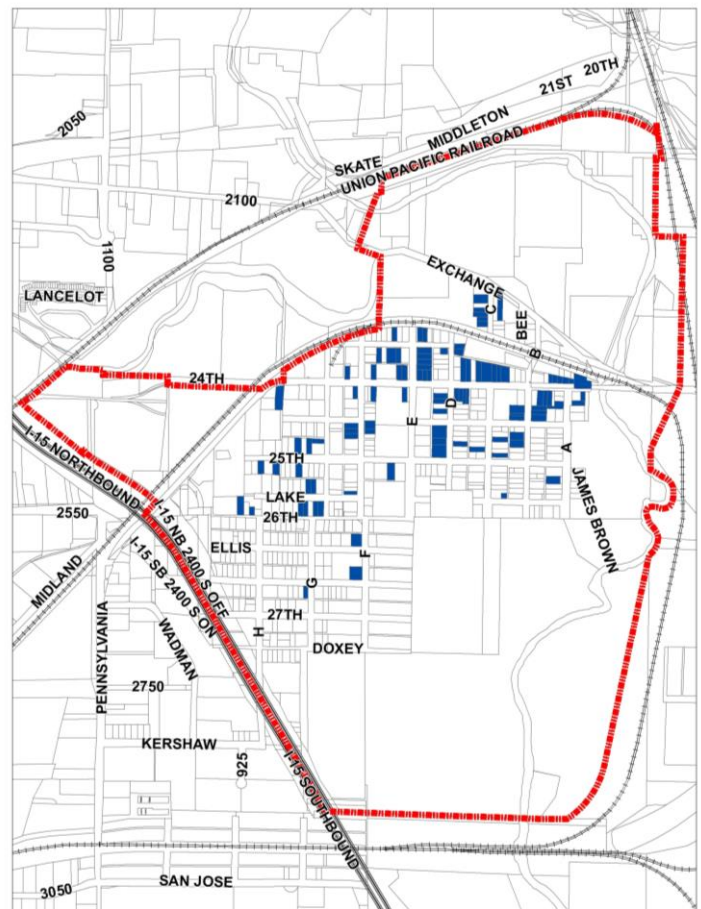 20TH
21ST
MIDDLETON
2050
SKATE
UNION PACIFIC RAILROAD
2100
1100
EXCHANGE
LANCELOT
C
BEE
B
24TH
D
E
A
I-15 NORTHBOUND
25TH
JAMES BROWN
LAKE
2550
I-15 NB 2400 S OFF
26TH
I-15 SB 2400 S ON
ELLIS
F
MIDLAND
G
27TH
H
PENNSYLVANIA
WADMAN
DOXEY
2750
KERSHAW
925
I-15 SOUTHBOUND
SAN JOSE
3050